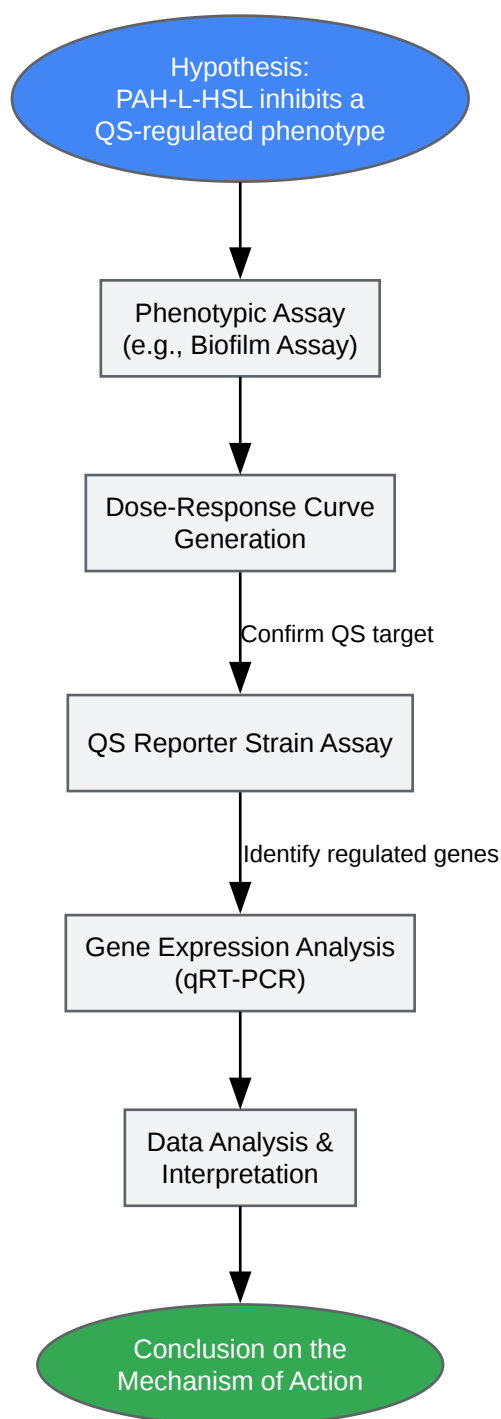 Hypothesis:
PAH-L-HSL inhibits a
QS-regulated phenotype
Phenotypic Assay
(e.g., Biofilm Assay)
Dose-Response Curve
Generation
Confirm QS target
QS Reporter Strain Assay
Identify regulated genes
Gene Expression Analysis
(qRT-PCR)
Data Analysis &
Interpretation
Conclusion on the
Mechanism of Action